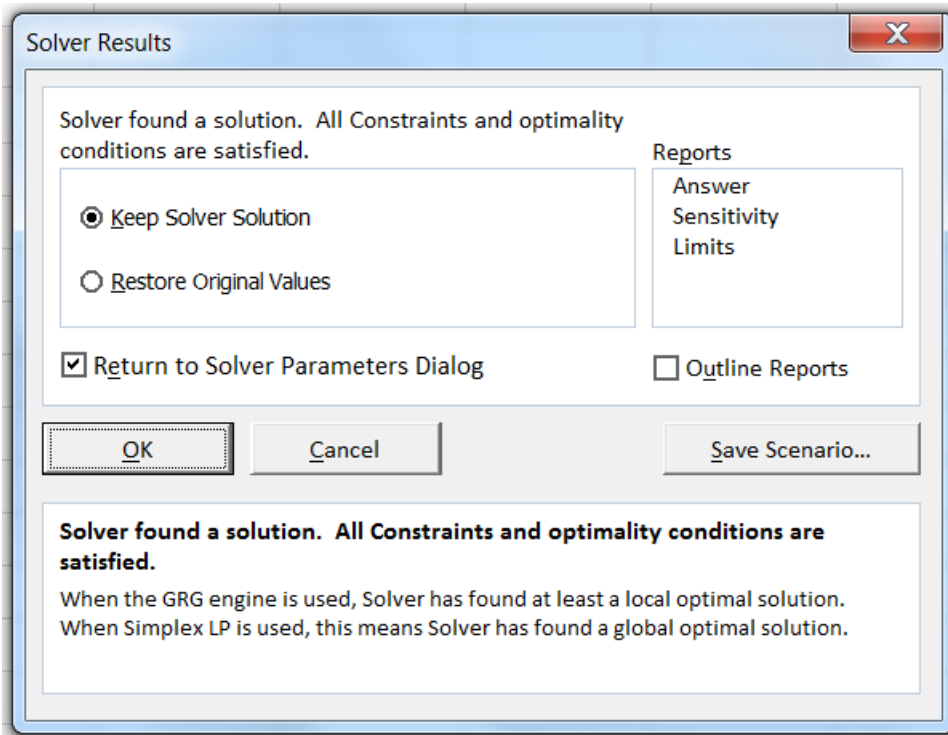 Solver Results
X
Solver found a solution.  All Constraints and optimality
conditions are satisfied.
Reports
Answer
Sensitivity
Limits
Keep Solver Solution
Restore Original Values
Return to Solver Parameters Dialog
Outline Reports
OK
Cancel
Save Scenario...
Solver found a solution.  All Constraints and optimality conditions are
satisfied.
When the GRG engine is used, Solver has found at least a local optimal solution.
When Simplex LP is used, this means Solver has found a global optimal solution.